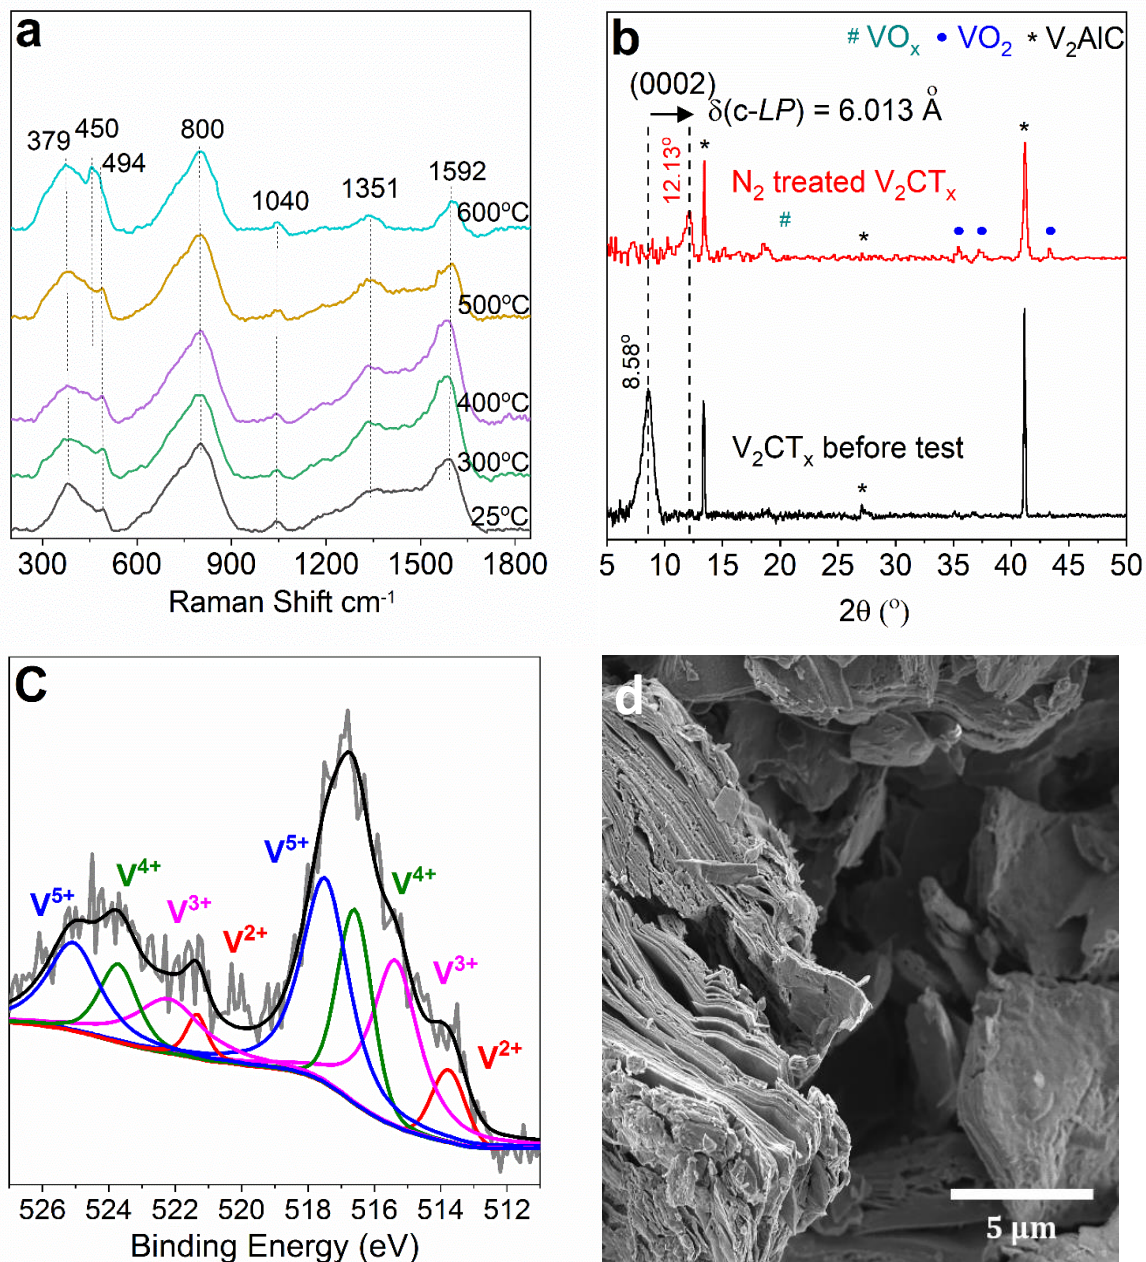 a
379
450
494
800
1040
1351
1592
600°C
500°C
400°C
300°C
25°C
300 600 900 1200 1500 1800
Raman Shift cm⁻¹
b
# VOₓ • VO₂ * V₂AlC
(0002)
δ(c-LP) = 6.013 Å
12.13°
*
*
N₂ treated V₂CTₓ
#
*
8.58°
V₂CTₓ before test
*
5 10 15 20 25 30 35 40 45 50
2θ (°)
C
V⁵⁺
V⁴⁺
V³⁺
V²⁺
V⁵⁺
V⁴⁺
V³⁺
V²⁺
526 524 522 520 518 516 514 512
Binding Energy (eV)
d
5 μm